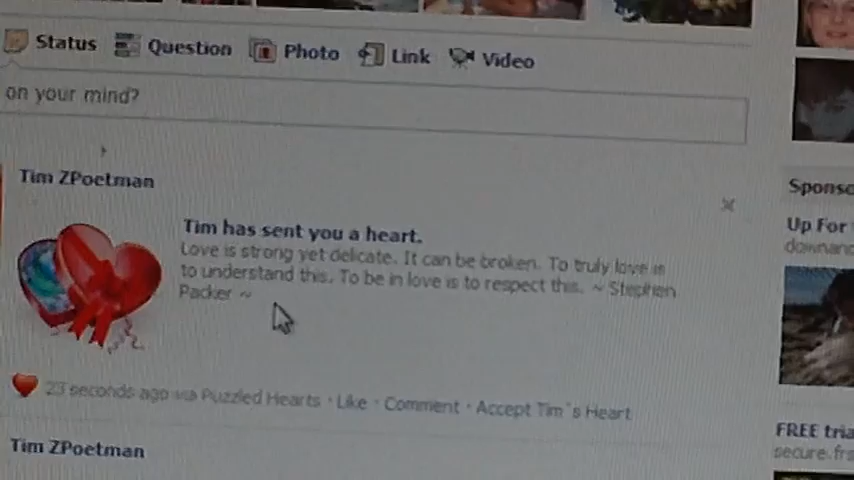 Status Question Photo Link Video
on your mind?
Tim ZPoetman
Tim has sent you a heart.
Love is strong yet delicate. It can be broken. To truly love is
to understand this. To be in love is to respect this. ~ Stephen
Packer ~
23 seconds ago via Puzzled Hearts · Like · Comment · Accept Tim's Heart
Tim ZPoetman
Sponso
Up For
downand
FREE tria
secure.frs